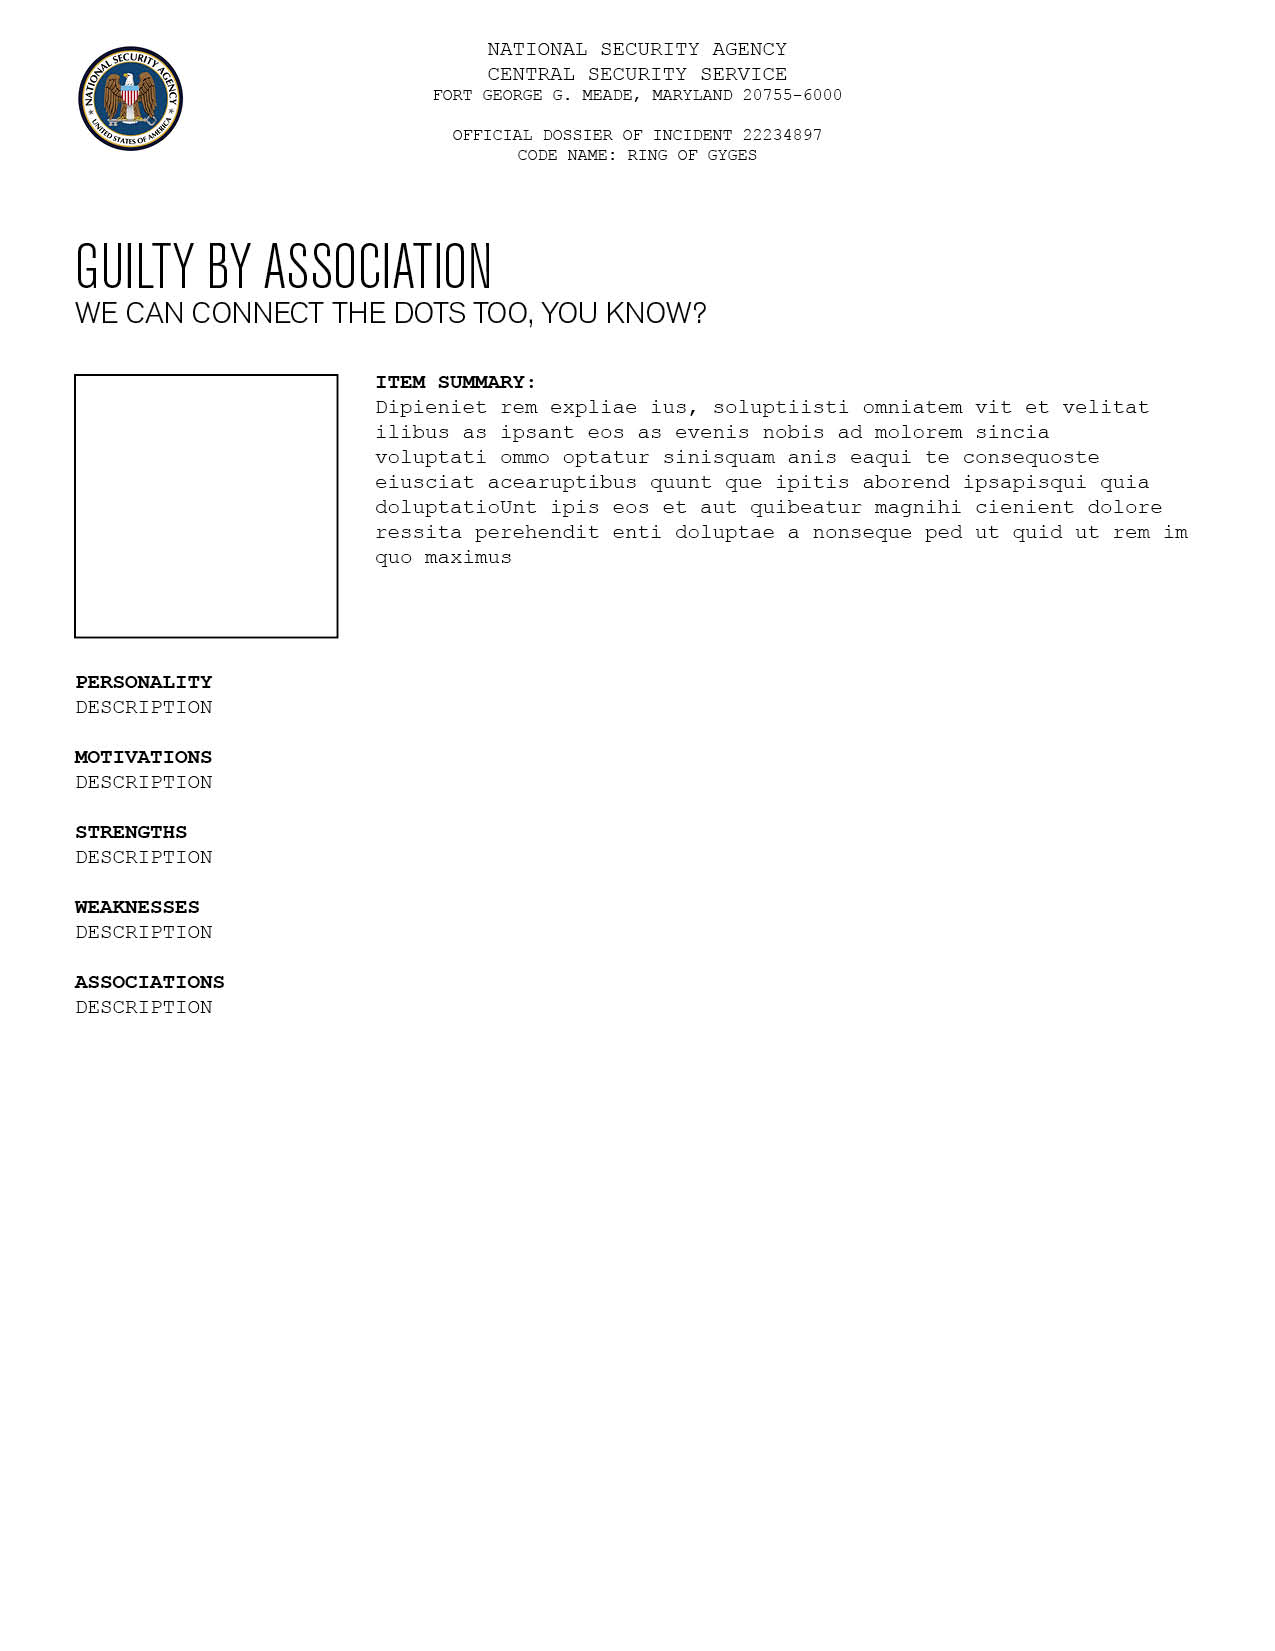 NATIONAL SECURITY AGENCY
CENTRAL SECURITY SERVICE
FORT GEORGE G. MEADE, MARYLAND 20755-6000
OFFICIAL DOSSIER OF INCIDENT 22234897
CODE NAME: RING OF GYGES
NATIONAL SECURITY AGENCY
UNITED STATES OF AMERICA
GUILTY BY ASSOCIATION
WE CAN CONNECT THE DOTS TOO, YOU KNOW?
ITEM SUMMARY:
Dipieniet rem expliae ius, soluptiisti omniatem vit et velitat
ilibus as ipsant eos as evenis nobis ad molorem sincia
voluptati ommo optatur sinisquam anis eaqui te consequoste
eiusciat acearuptibus quunt que ipitis aborend ipsapisqui quia
doluptatioUnt ipis eos et aut quibeatur magnihi cienient dolore
ressita perehendit enti doluptae a nonseque ped ut quid ut rem im
quo maximus
PERSONALITY
DESCRIPTION
MOTIVATIONS
DESCRIPTION
STRENGTHS
DESCRIPTION
WEAKNESSES
DESCRIPTION
ASSOCIATIONS
DESCRIPTION